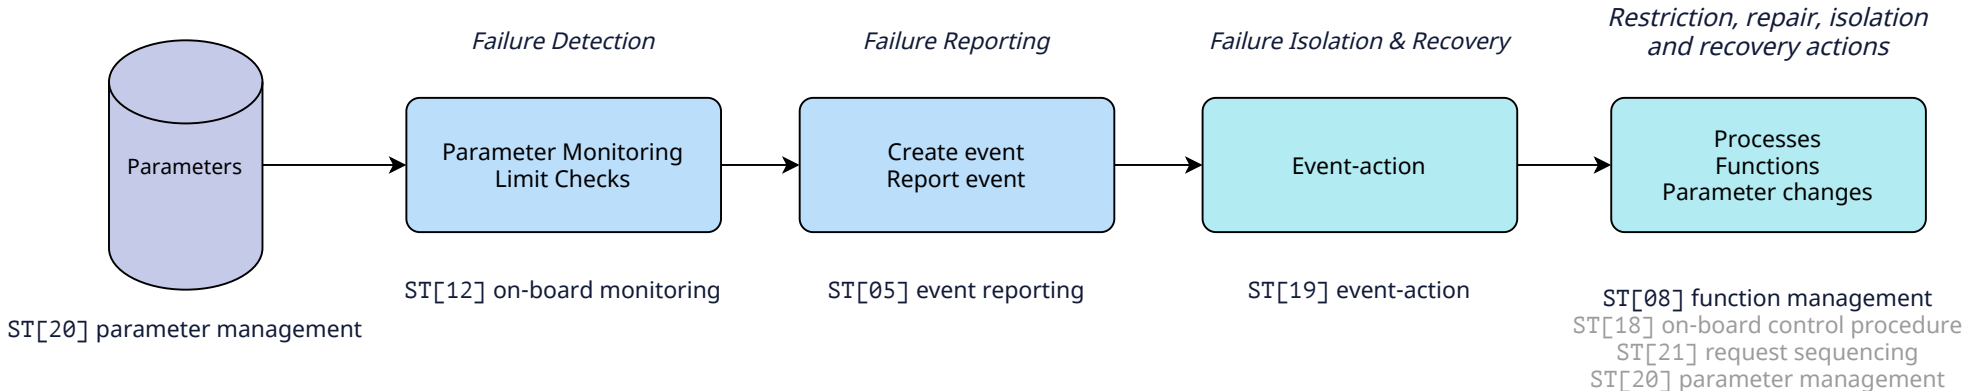 Failure Detection
Failure Reporting
Failure Isolation & Recovery
Restriction, repair, isolation
and recovery actions
Parameters
Parameter Monitoring
Limit Checks
Create event
Report event
Event-action
Processes
Functions
Parameter changes
ST[20] parameter management
ST[12] on-board monitoring
ST[05] event reporting
ST[19] event-action
ST[08] function management
ST[18] on-board control procedure
ST[21] request sequencing
ST[20] parameter management